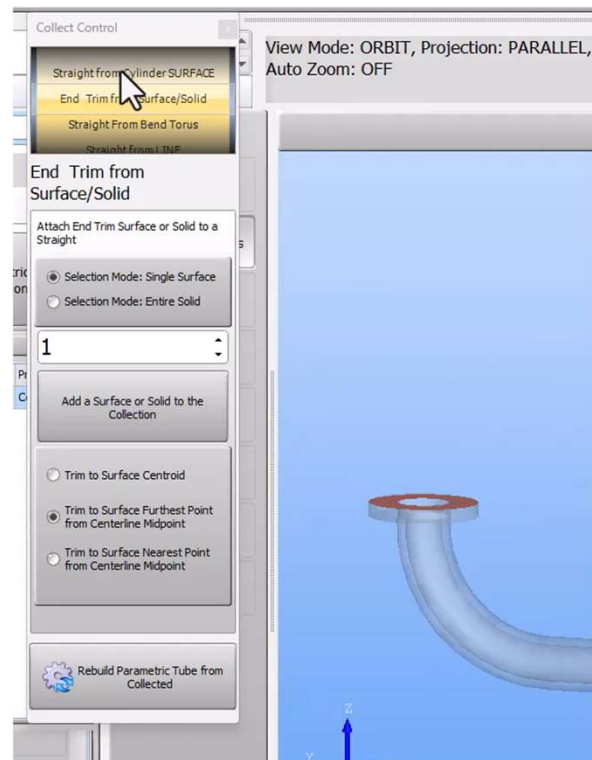 Collect Control
View Mode: ORBIT, Projection: PARALLEL,
Auto Zoom: OFF
Straight from Cylinder SURFACE
End Trim from Surface/Solid
Straight From Bend Torus
Straight from LINE
End Trim from
Surface/Solid
Attach End Trim Surface or Solid to a
Straight
Selection Mode: Single Surface
Selection Mode: Entire Solid
1
Add a Surface or Solid to the
Collection
Trim to Surface Centroid
Trim to Surface Furthest Point
from Centerline Midpoint
Trim to Surface Nearest Point
from Centerline Midpoint
Rebuild Parametric Tube from
Collected
Z
Y